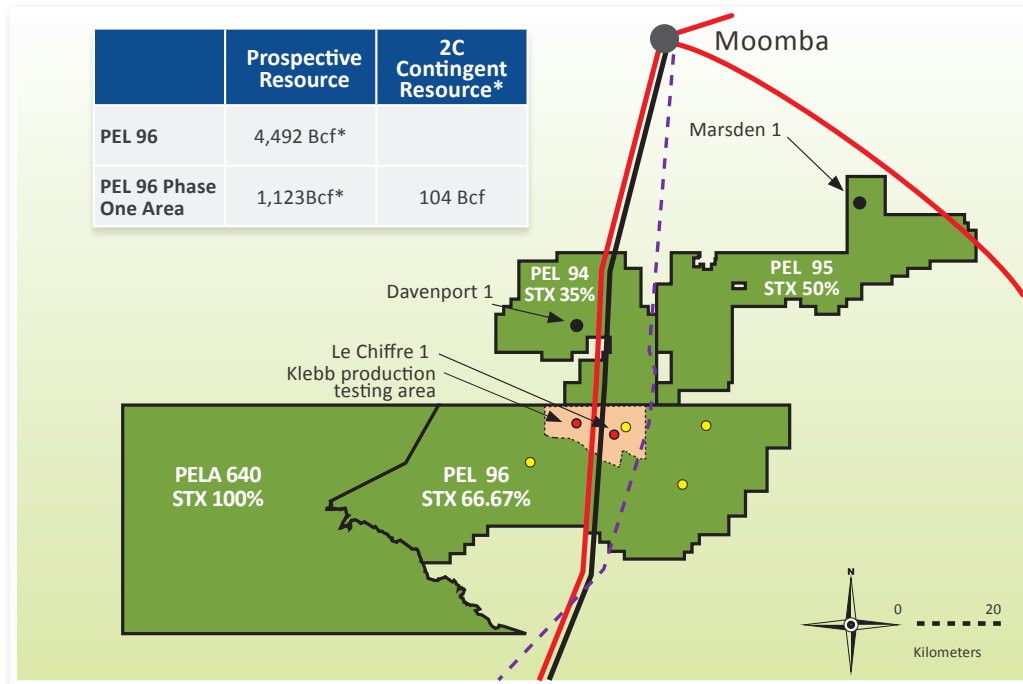 Prospective
Resource
2C
Contingent
Resource*
PEL 96
4,492 Bcf*
PEL 96 Phase
One Area
1,123Bcf*
104 Bcf
Moomba
Marsden 1
PEL 94
STX 35%
PEL 95
STX 50%
Davenport 1
Le Chiffre 1
Klebb production
testing area
PELA 640
STX 100%
PEL 96
STX 66.67%
N
0
20
Kilometers